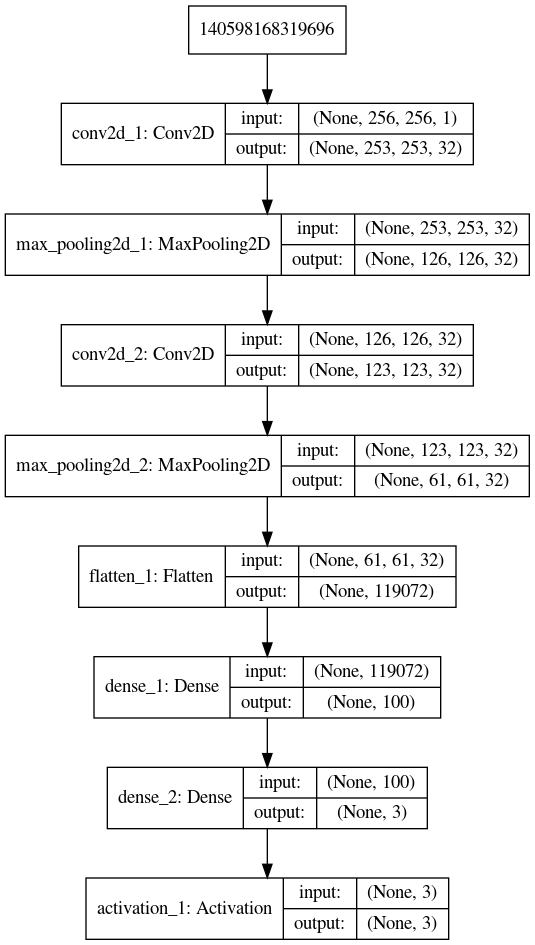 140598168319696
conv2d_1: Conv2D
input:
(None, 256, 256, 1)
output:
(None, 253, 253, 32)
max_pooling2d_1: MaxPooling2D
input:
(None, 253, 253, 32)
output:
(None, 126, 126, 32)
conv2d_2: Conv2D
input:
(None, 126, 126, 32)
output:
(None, 123, 123, 32)
max_pooling2d_2: MaxPooling2D
input:
(None, 123, 123, 32)
output:
(None, 61, 61, 32)
flatten_1: Flatten
input:
(None, 61, 61, 32)
output:
(None, 119072)
dense_1: Dense
input:
(None, 119072)
output:
(None, 100)
dense_2: Dense
input:
(None, 100)
output:
(None, 3)
activation_1: Activation
input:
(None, 3)
output:
(None, 3)